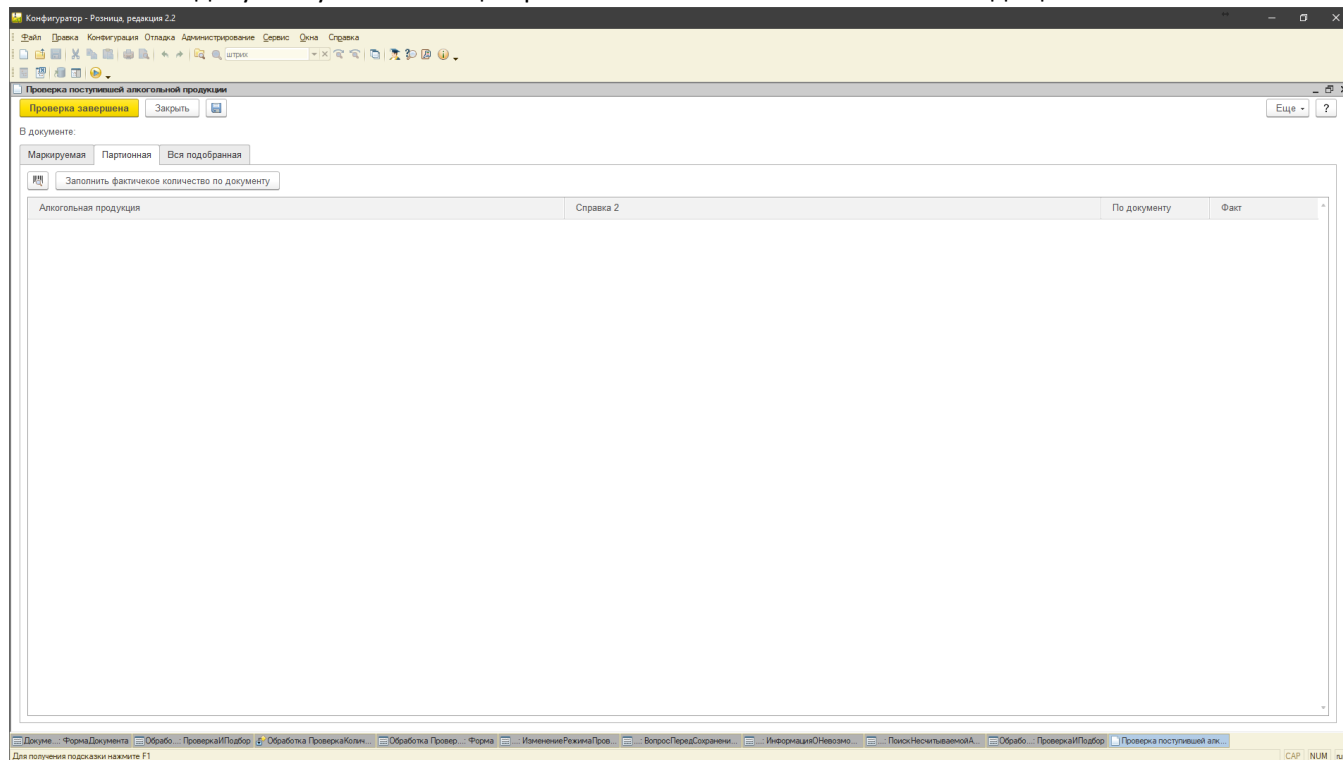 Конфигуратор - Розница, редакция 2.2
Файл Правка Конфигурация Отладка Администрирование Сервис Окна Справка
штрих
Проверка поступившей алкогольной продукции
Проверка завершена Закрыть Еще ?
В документе:
Маркируемая Партионная Вся подобранная
Заполнить фактичекое количество по документу
Алкогольная продукция Справка 2 По документу Факт
Докуме...: ФормаДокумента Обрабо...: ПроверкаИПодбор Обработка ПроверкаКолич... Обработка Провер...: Форма ...: ИзменениеРежимаПров... ...: ВопросПередСохранени... ...: ИнформацияОНевозмо... ...: ПоискНесчитываемойА... Обрабо...: ПроверкаИПодбор Проверка поступившей алк...
Для получения подсказки нажмите F1 CAP NUM ru